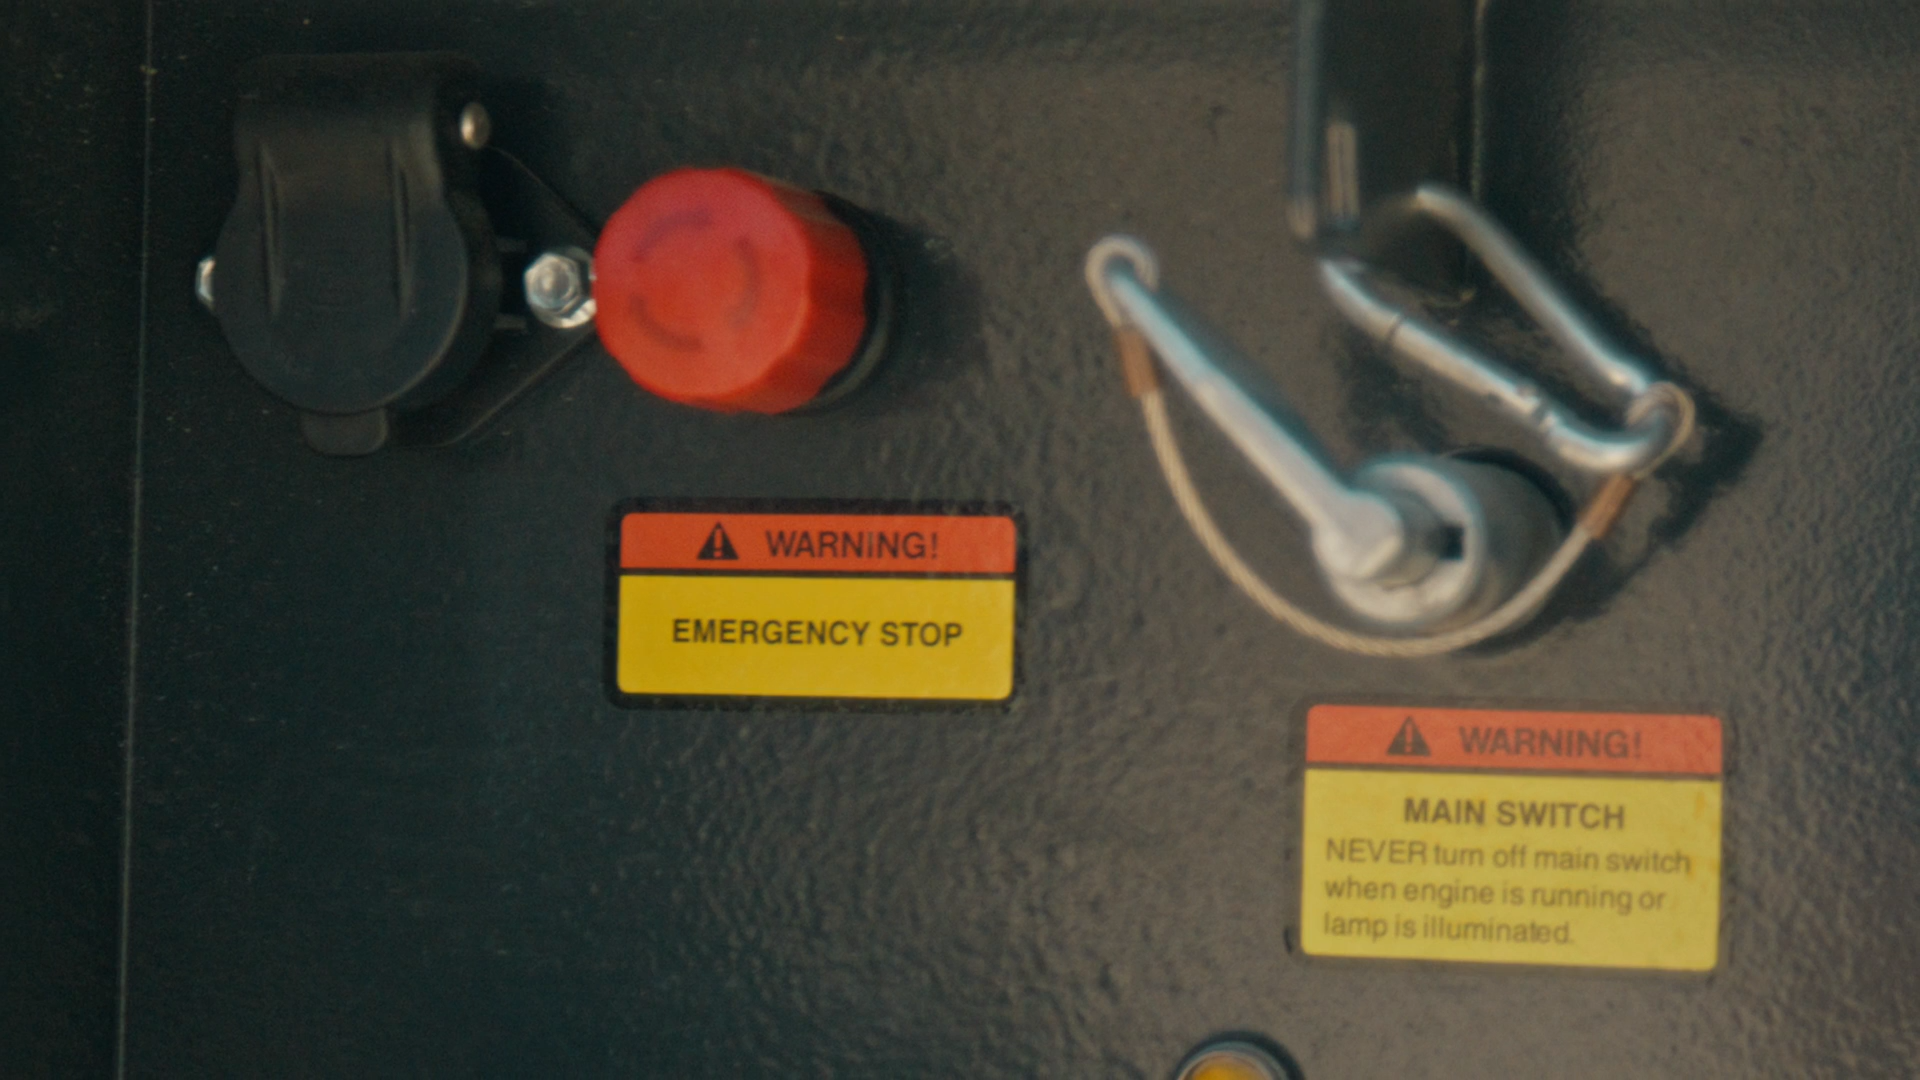 WARNING!
EMERGENCY STOP
WARNING!
MAIN SWITCH
NEVER turn off main switch
when engine is running or
lamp is illuminated.